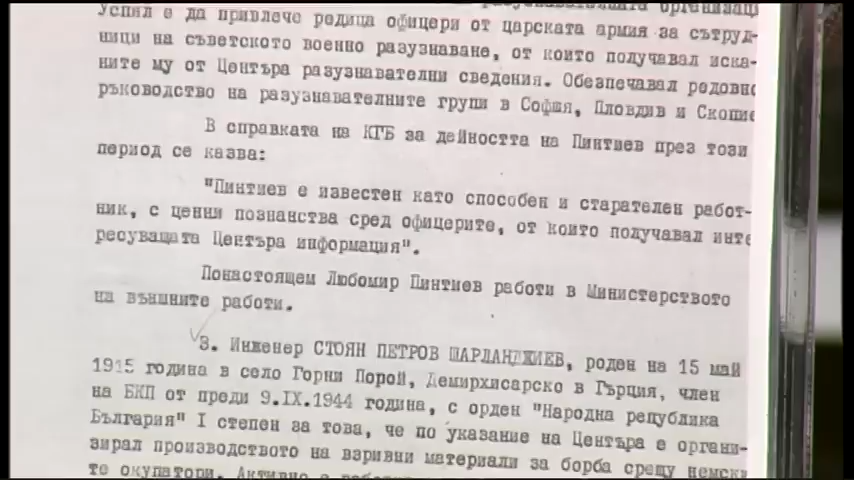 разузнавателната организаци
Успял е да привлече редица офицери от царската армия за сътруд-
ници на съветското военно разузнаване, от които получавал иска-
ните му от Центъра разузнавателни сведения. Обезпечавал редовно
ръководство на разузнавателните групи в София, Пловдив и Скопие
В справката на КГБ за дейността на Пинтиев през този
период се казва:
"Пинтиев е известен като способен и старателен работ-
ник, с ценни познанства сред офицерите, от които получавал инте
ресуващата Центъра информация".
Понастоящем Любомир Пинтиев работи в Министерството
на външните работи.
3. Инженер СТОЯН ПЕТРОВ ШАРЛАНДЖИЕВ, роден на 15 май
1915 година в село Горни Порой, Демирхисарско в Гърция, член
на БКП от преди 9.IX.1944 година, с орден "Народна република
България" I степен за това, че по указание на Центъра е органи-
зирал производството на взривни материали за борба срещу немски
те окупатори. Активно